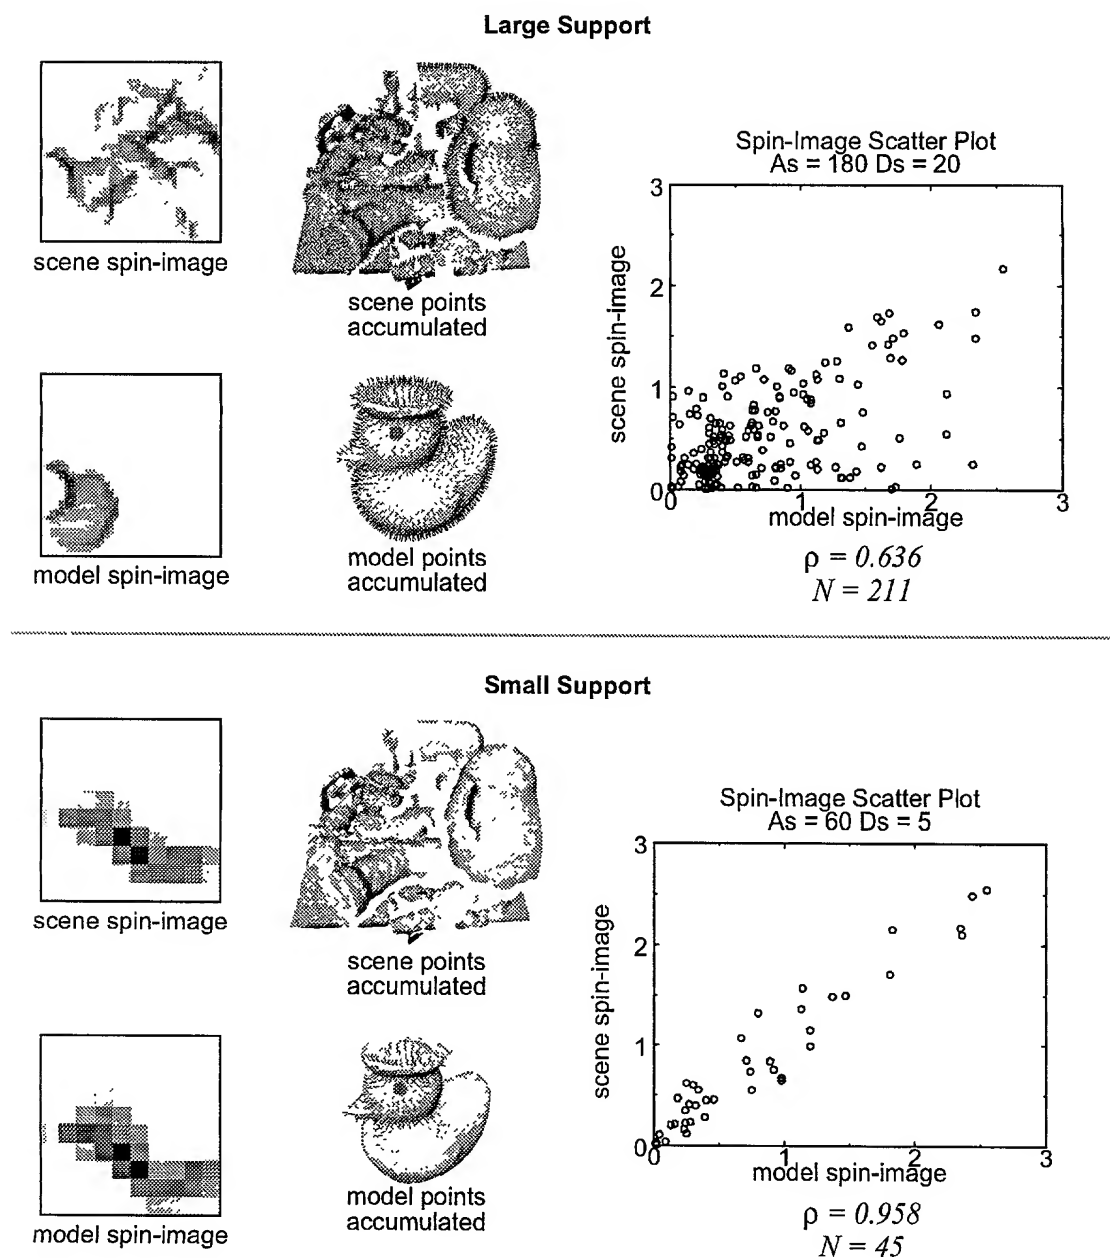 Large Support
scene spin-image
scene points
accumulated
model spin-image
model points
accumulated
Spin-Image Scatter Plot
As = 180 Ds = 20
3
2
1
0
scene spin-image
0
1
2
3
model spin-image
ρ = 0.636
N = 211
Small Support
scene spin-image
scene points
accumulated
model spin-image
model points
accumulated
Spin-Image Scatter Plot
As = 60 Ds = 5
3
2
1
0
scene spin-image
0
1
2
3
model spin-image
ρ = 0.958
N = 45